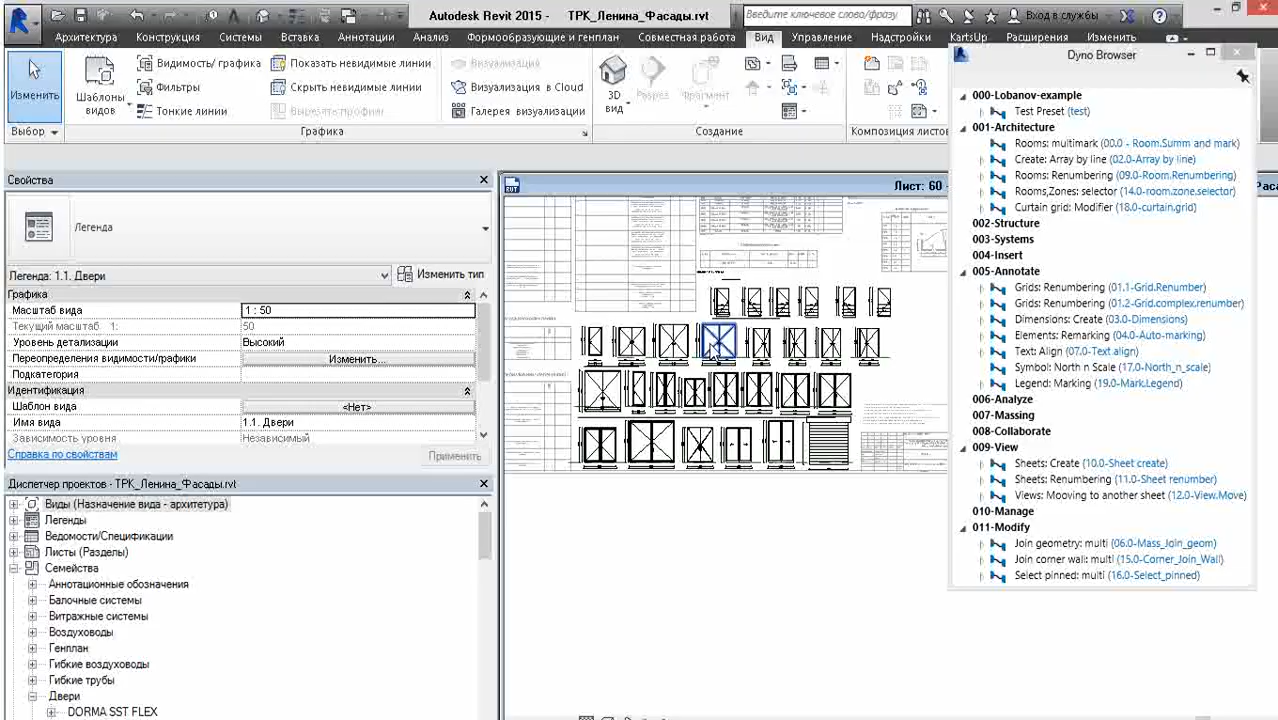 Autodesk Revit 2015 - ТРК_Ленина_Фасады.rvt
Введите ключевое слово/фразу
Вход в службы
Архитектура Конструкция Системы Вставка Аннотации Анализ Формообразующие и генплан Совместная работа Вид Управление Надстройки KartsUp Расширения Изменить
Изменить
Шаблоны видов
Видимость/ график
Фильтры
Тонкие линии
Показать невидимые линии
Скрыть невидимые линии
Вырезать профили
Визуализация
Визуализация в Cloud
Галерея визуализации
3D вид
Разрез
Фрагмент
Выбор
Графика
Создание
Композиция листов
Свойства
Легенда
Легенда: 1.1. Двери
Изменить тип
Графика
Масштаб вида 1 : 50
Текущий масштаб 1: 50
Уровень детализации Высокий
Переопределения видимости/графики Изменить...
Подкатегория
Идентификация
Шаблон вида <Нет>
Имя вида 1.1. Двери
Зависимость уровня Независимый
Справка по свойствам
Применить
Диспетчер проектов - ТРК_Ленина_Фасады.rvt
Виды (Назначение вида - архитектура)
Легенды
Ведомости/Спецификации
Листы (Разделы)
Семейства
Аннотационные обозначения
Балочные системы
Витражные системы
Воздуховоды
Генплан
Гибкие воздуховоды
Гибкие трубы
Двери
DORMA SST FLEX
Лист: 60 -
Dyno Browser
000-Lobanov-example
Test Preset (test)
001-Architecture
Rooms: multimark (00.0 - Room.Summ and mark)
Create: Array by line (02.0-Array by line)
Rooms: Renumbering (09.0-Room.Renumbering)
Rooms,Zones: selector (14.0-room.zone.selector)
Curtain grid: Modifier (18.0-curtain.grid)
002-Structure
003-Systems
004-Insert
005-Annotate
Grids: Renumbering (01.1-Grid.Renumber)
Grids: Renumbering (01.2-Grid.complex.renumber)
Dimensions: Create (03.0-Dimensions)
Elements: Remarking (04.0-Auto-marking)
Text: Align (07.0-Text.align)
Symbol: North n Scale (17.0-North_n_scale)
Legend: Marking (19.0-Mark.Legend)
006-Analyze
007-Massing
008-Collaborate
009-View
Sheets: Create (10.0-Sheet create)
Sheets: Renumbering (11.0-Sheet renumber)
Views: Mooving to another sheet (12.0-View.Move)
010-Manage
011-Modify
Join geometry: multi (06.0-Mass_Join_geom)
Join corner wall: multi (15.0-Corner_Join_Wall)
Select pinned: multi (16.0-Select_pinned)